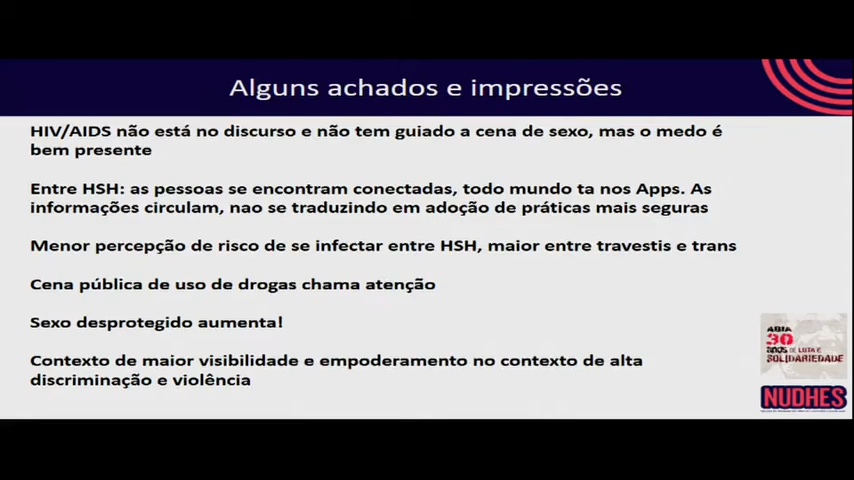 Alguns achados e impressões
HIV/AIDS não está no discurso e não tem guiado a cena de sexo, mas o medo é
bem presente
Entre HSH: as pessoas se encontram conectadas, todo mundo ta nos Apps. As
informações circulam, nao se traduzindo em adoção de práticas mais seguras
Menor percepção de risco de se infectar entre HSH, maior entre travestis e trans
Cena pública de uso de drogas chama atenção
Sexo desprotegido aumenta!
Contexto de maior visibilidade e empoderamento no contexto de alta
discriminação e violência
ABIA
30
anos DE LUTA E
SOLIDARIEDADE
NUDHES